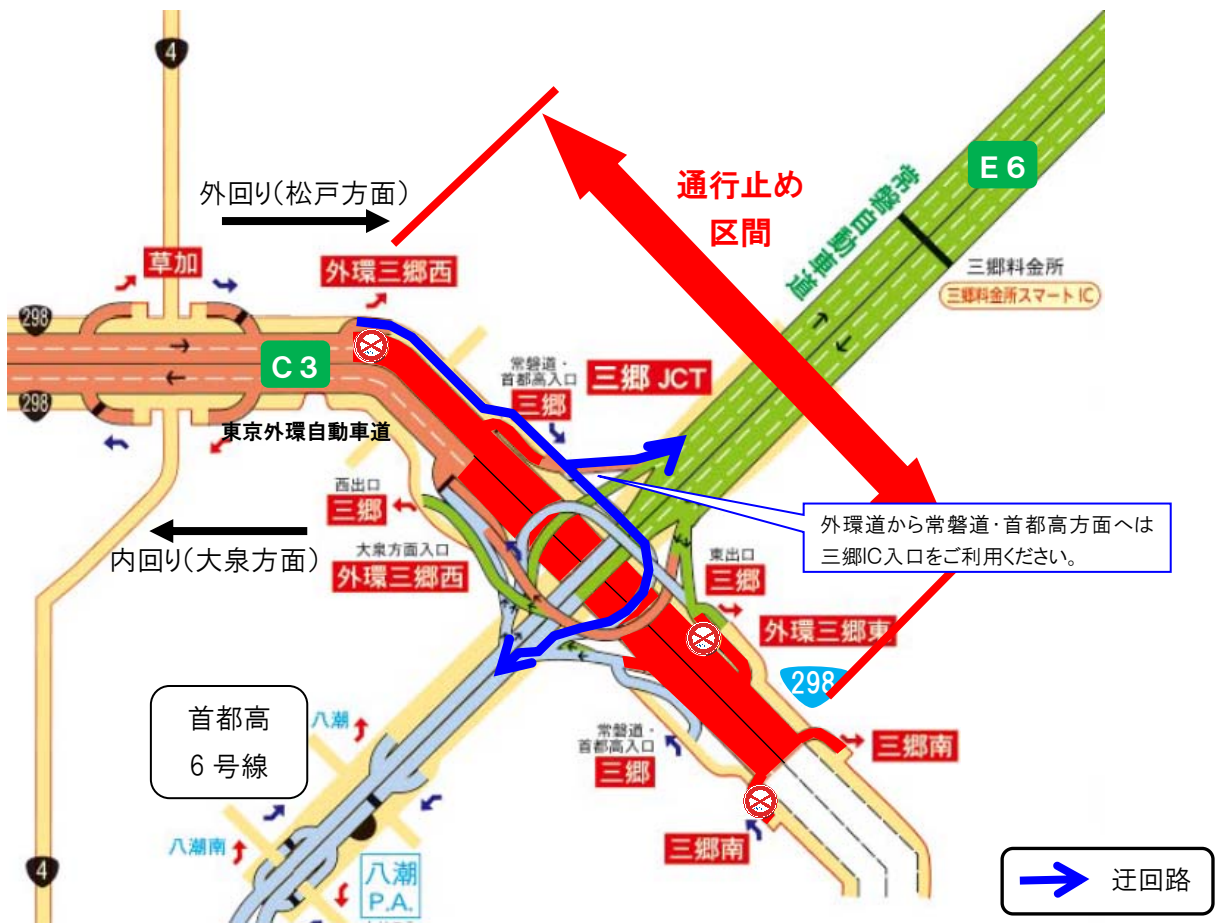 4
E6
常磐自動車道
通行止め
区間
外回り(松戸方面)
草加
外環三郷西
三郷料金所
三郷料金所スマートIC
298
C3
常磐道・
首都高入口
三郷
三郷 JCT
298
東京外環自動車道
西出口
三郷
外環道から常磐道・首都高方面へは
三郷IC入口をご利用ください。
内回り(大泉方面)
大泉方面入口
外環三郷西
東出口
三郷
外環三郷東
298
首都高
6号線
八潮
常磐道・
首都高入口
三郷
三郷南
八潮南
三郷南
4
八潮
P.A.
迂回路